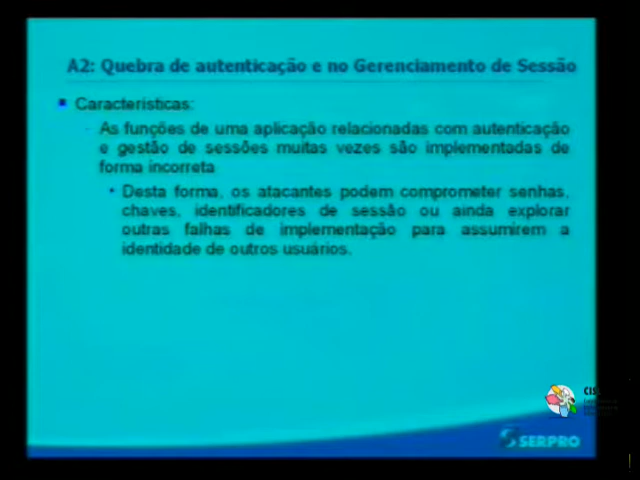 A2: Quebra de autenticação e no Gerenciamento de Sessão
Características:
As funções de uma aplicação relacionadas com autenticação
e gestão de sessões muitas vezes são implementadas de
forma incorreta
Desta forma, os atacantes podem comprometer senhas,
chaves, identificadores de sessão ou ainda explorar
outras falhas de implementação para assumirem a
identidade de outros usuários.
SERPRO